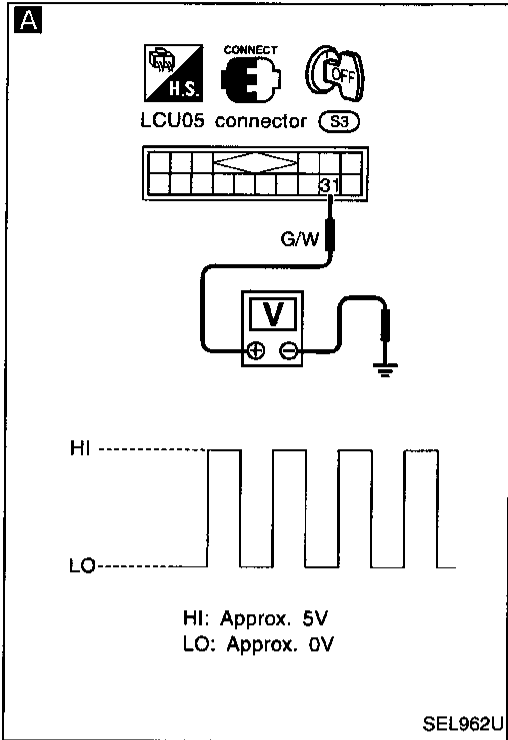 A
CONNECT
H.S.
OFF
LCU05 connector S3
31
G/W
V
⊕ ⊖
HI
LO
HI: Approx. 5V
LO: Approx. 0V
SEL962U